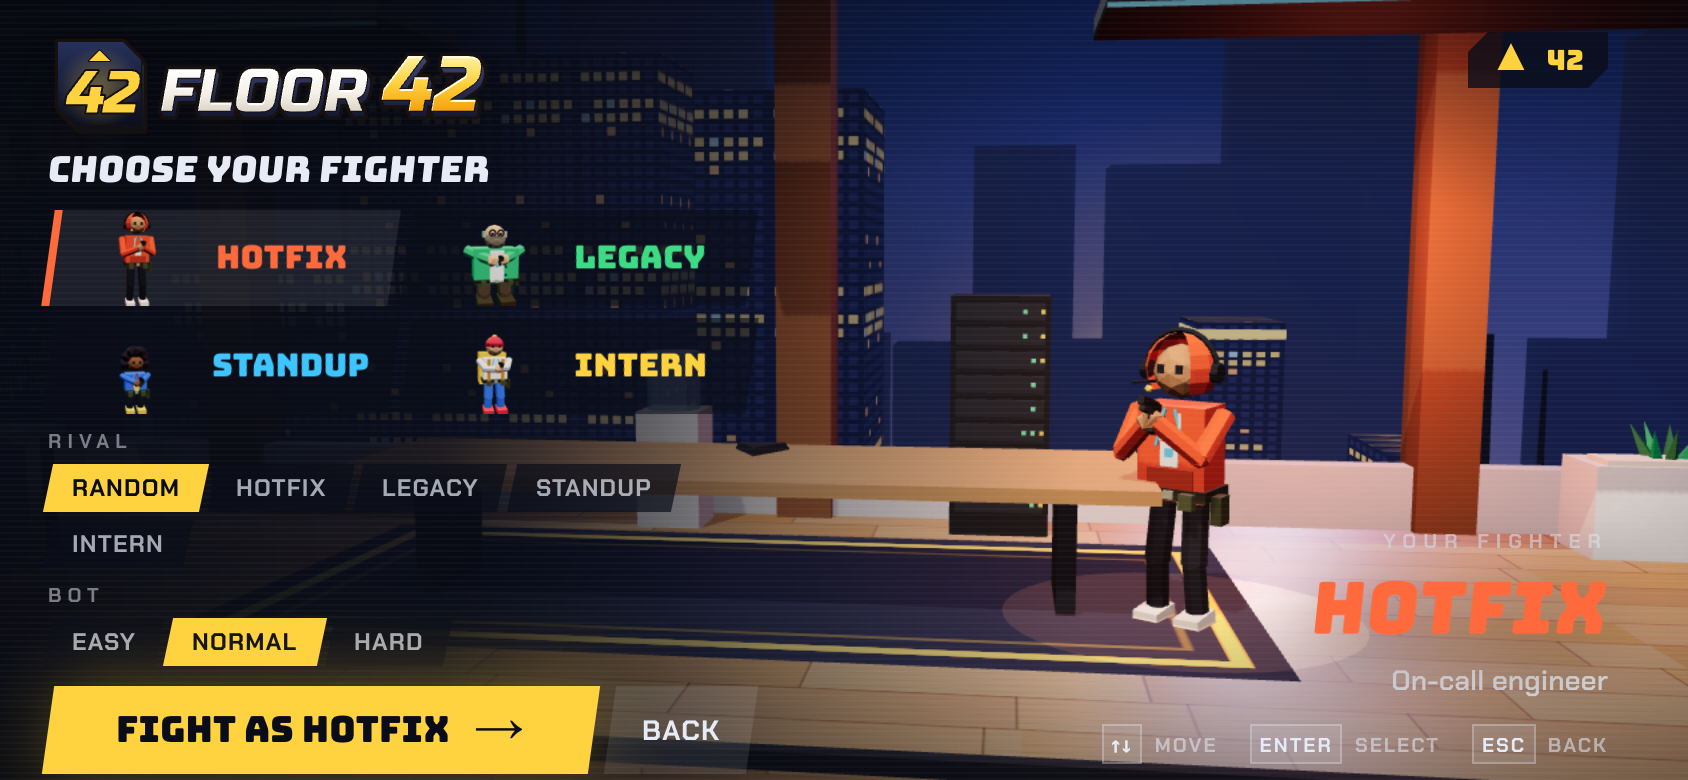 42 FLOOR 42
▲ 42
CHOOSE YOUR FIGHTER
HOTFIX
LEGACY
STANDUP
INTERN
RIVAL
RANDOM HOTFIX LEGACY STANDUP
INTERN
BOT
EASY NORMAL HARD
FIGHT AS HOTFIX → BACK
YOUR FIGHTER
HOTFIX
On-call engineer
↑↓ MOVE ENTER SELECT ESC BACK